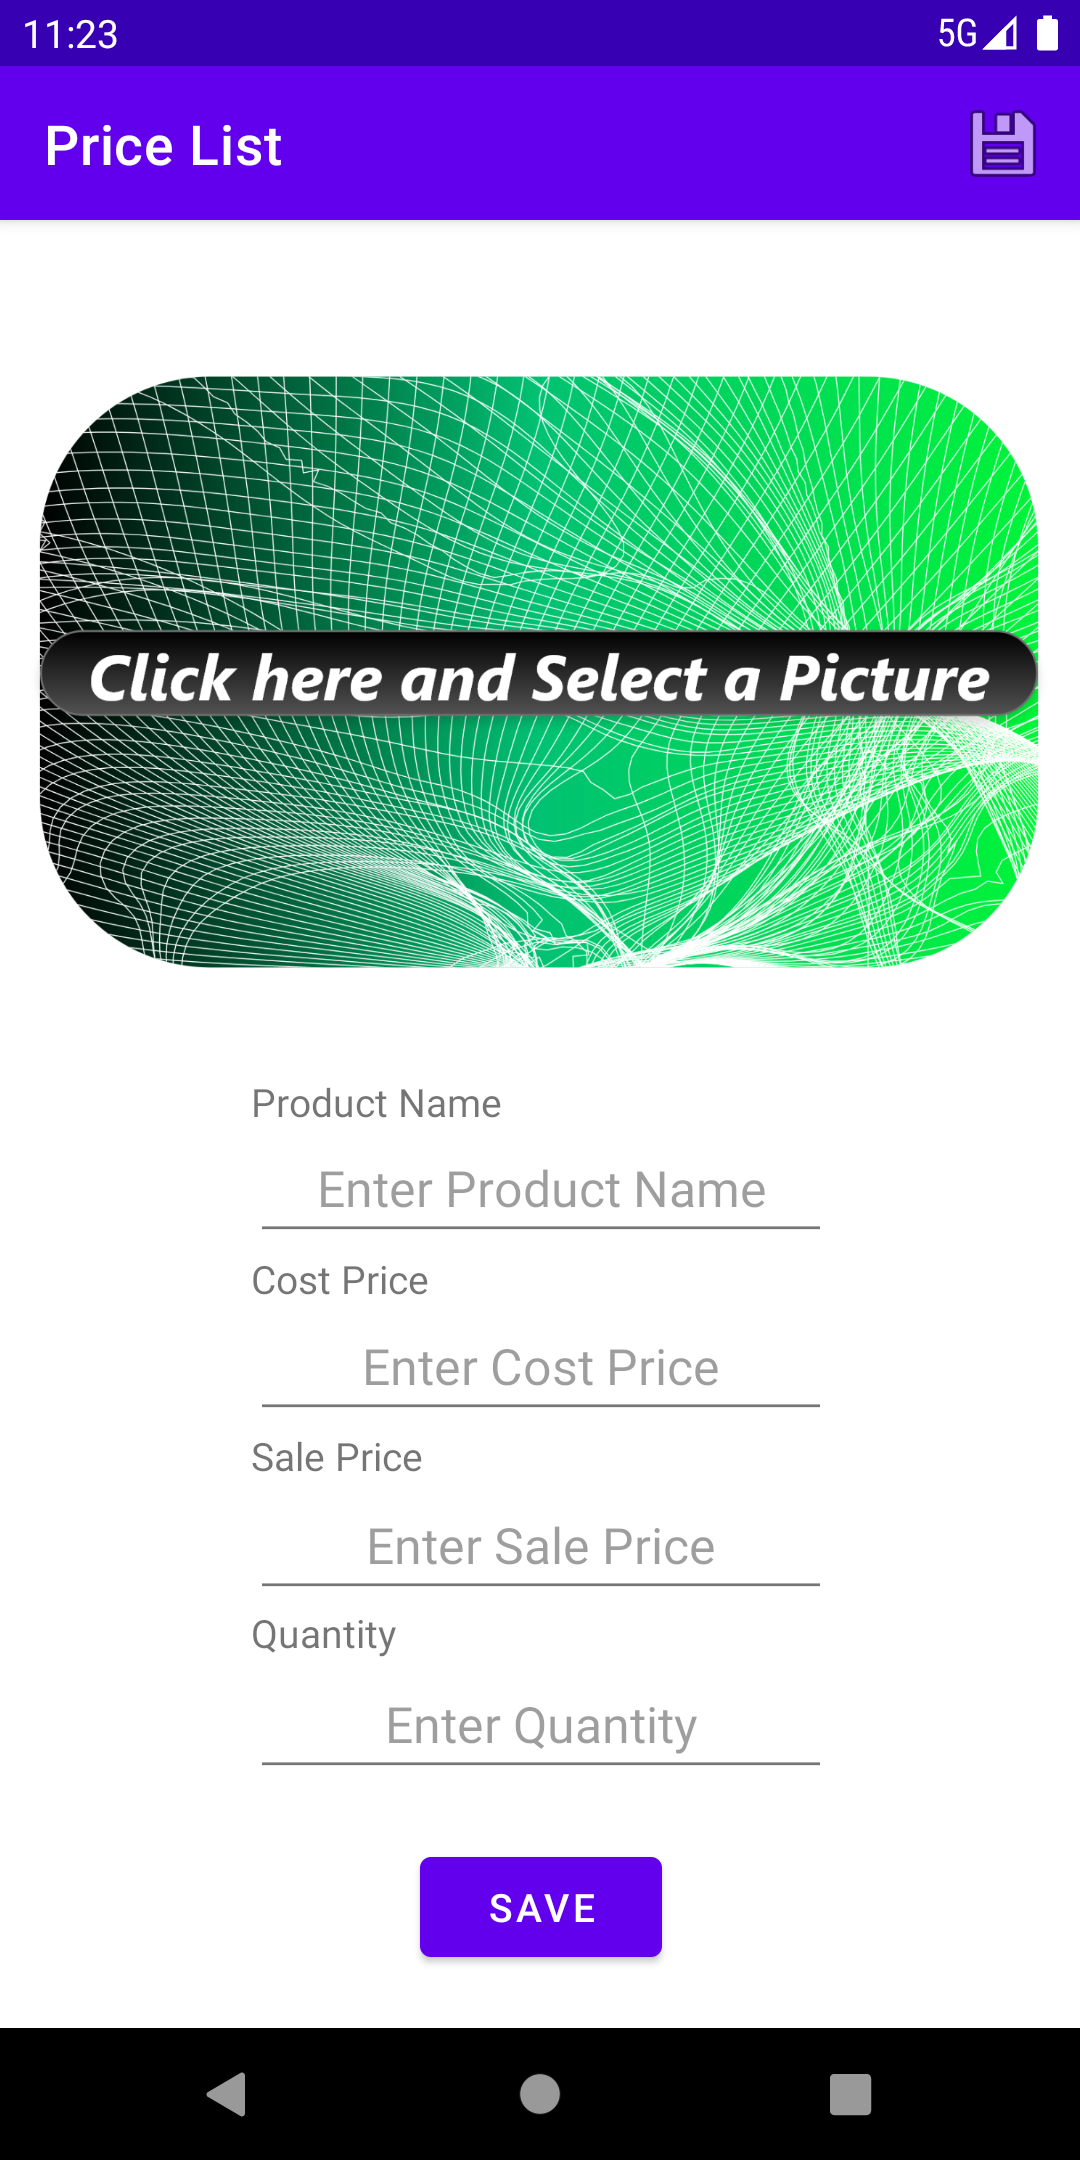 11:23
5G
Price List
Click here and Select a Picture
Product Name
Enter Product Name
Cost Price
Enter Cost Price
Sale Price
Enter Sale Price
Quantity
Enter Quantity
SAVE